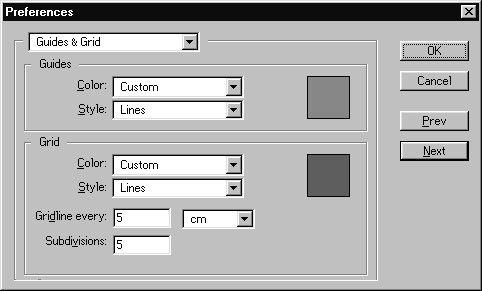 Preferences
Guides & Grid
OK
Guides
Cancel
Color: Custom
Style: Lines
Prev
Grid
Next
Color: Custom
Style: Lines
Gridline every: 5 cm
Subdivisions: 5